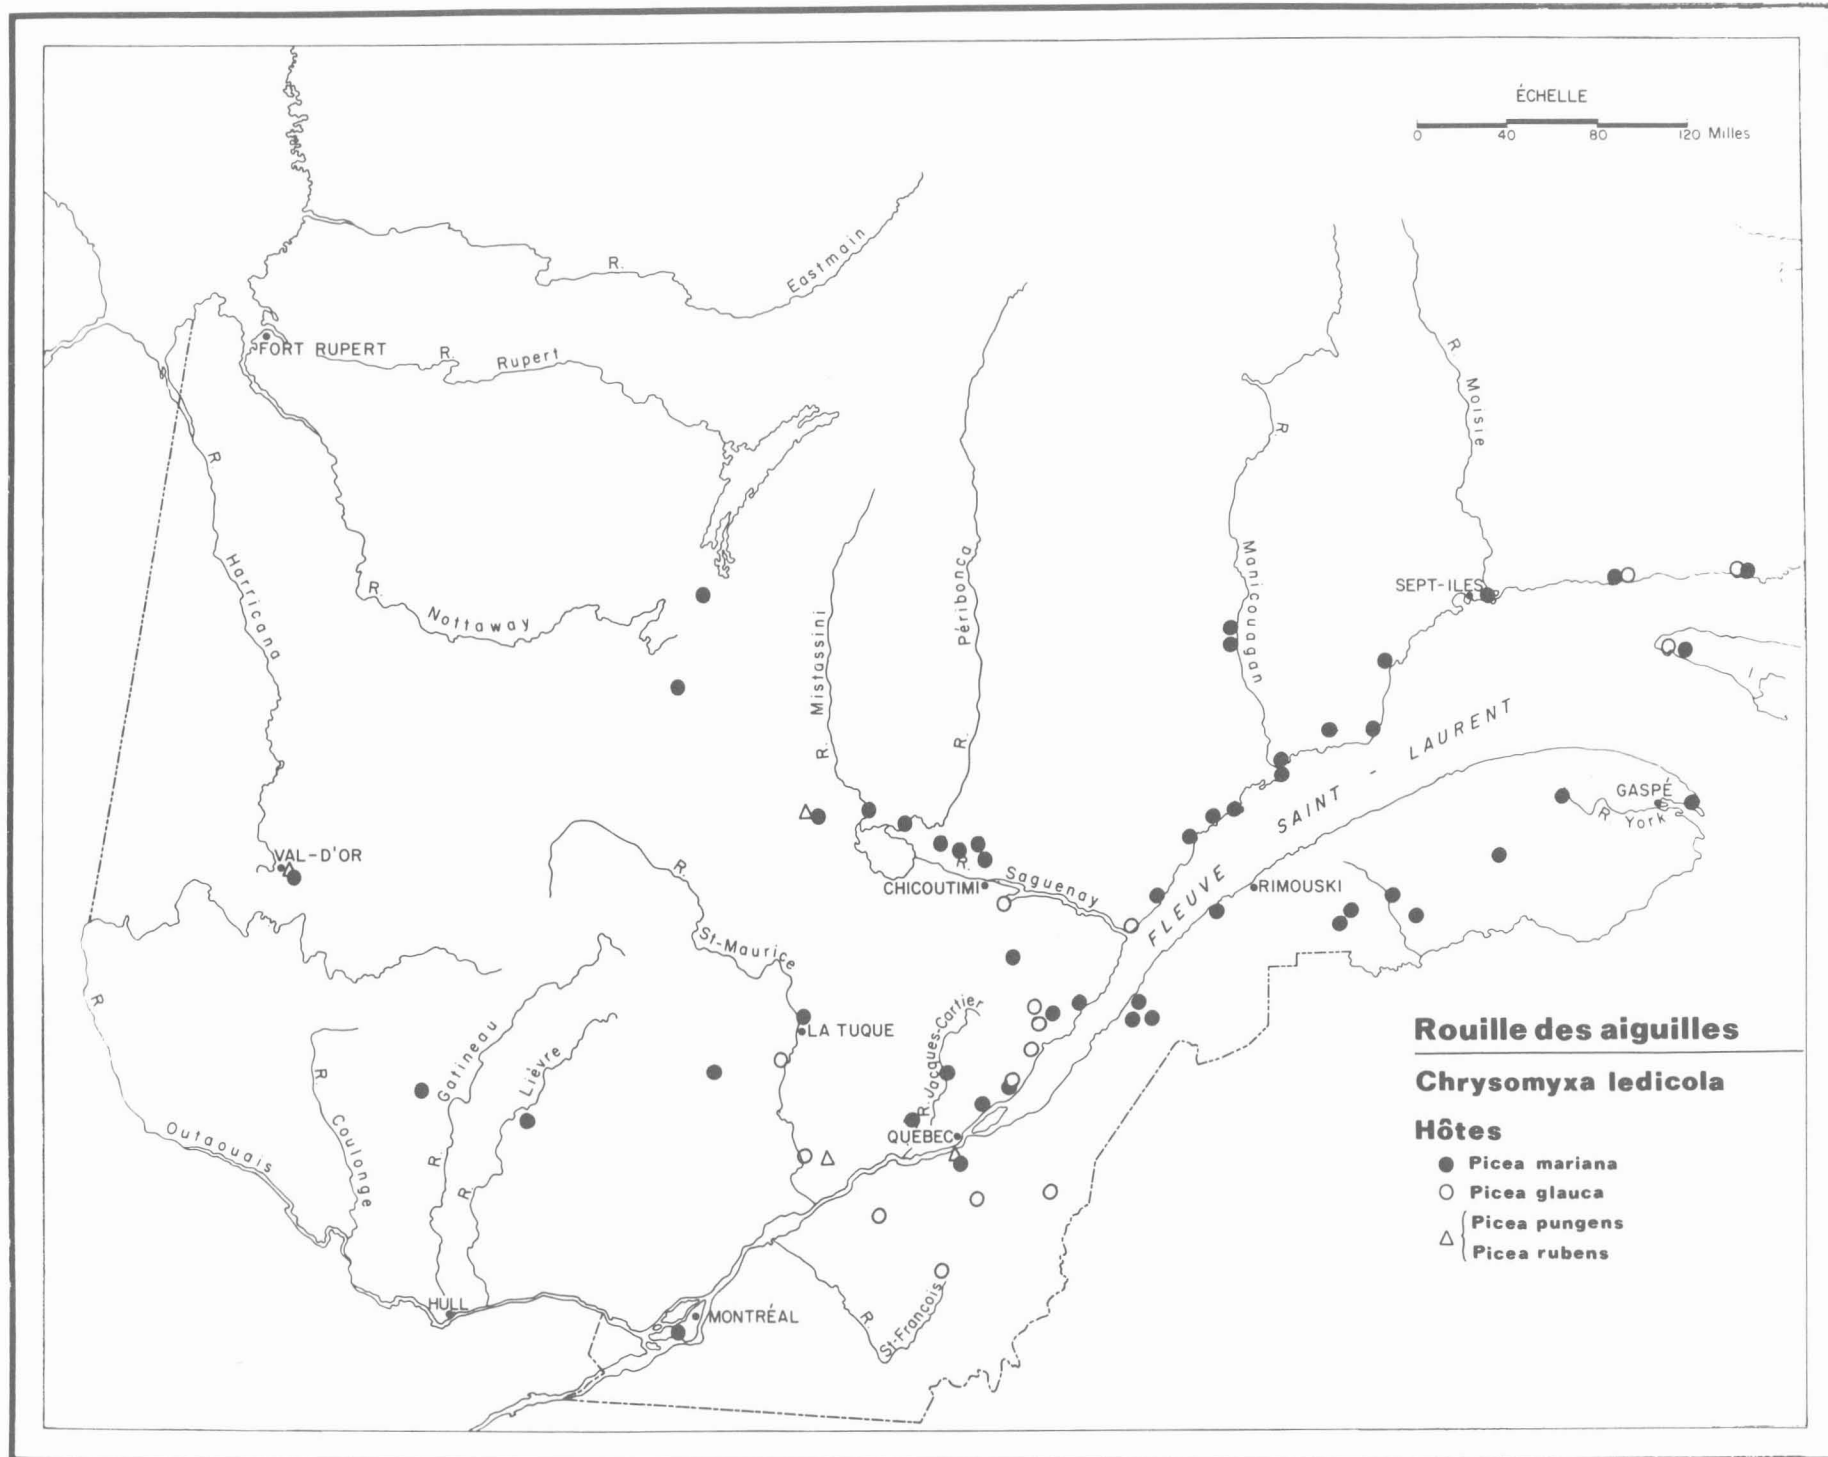 ÉCHELLE
0 40 80 120 Milles
R. Eastmain
FORT RUPERT
R. Rupert
R. Moisie
R. Manicouagan
R. Harricana
R. Nottaway
R. Mistassini
R. Péribonca
SEPT-ILES
FLEUVE SAINT - LAURENT
GASPÉ
R. York
VAL-D'OR
CHICOUTIMI
R. Saguenay
RIMOUSKI
R. St-Maurice
LA TUQUE
R. Jacques-Cartier
R. Outaouais
R. Coulonge
R. Gatineau
R. Lièvre
QUÉBEC
HULL
MONTRÉAL
R. St-François
Rouille des aiguilles
Chrysomyxa ledicola
Hôtes
Picea mariana
Picea glauca
Picea pungens
Picea rubens